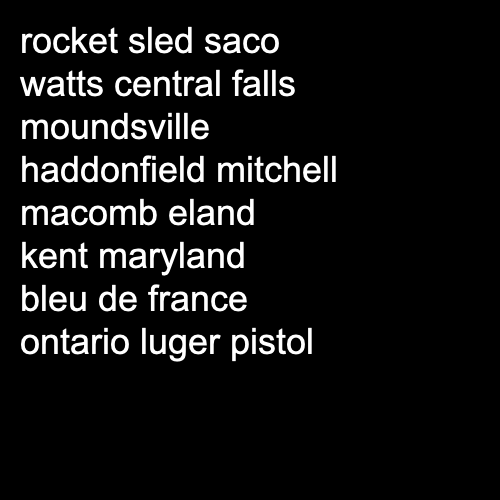 rocket sled saco
watts central falls
moundsville
haddonfield mitchell
macomb eland
kent maryland
bleu de france
ontario luger pistol